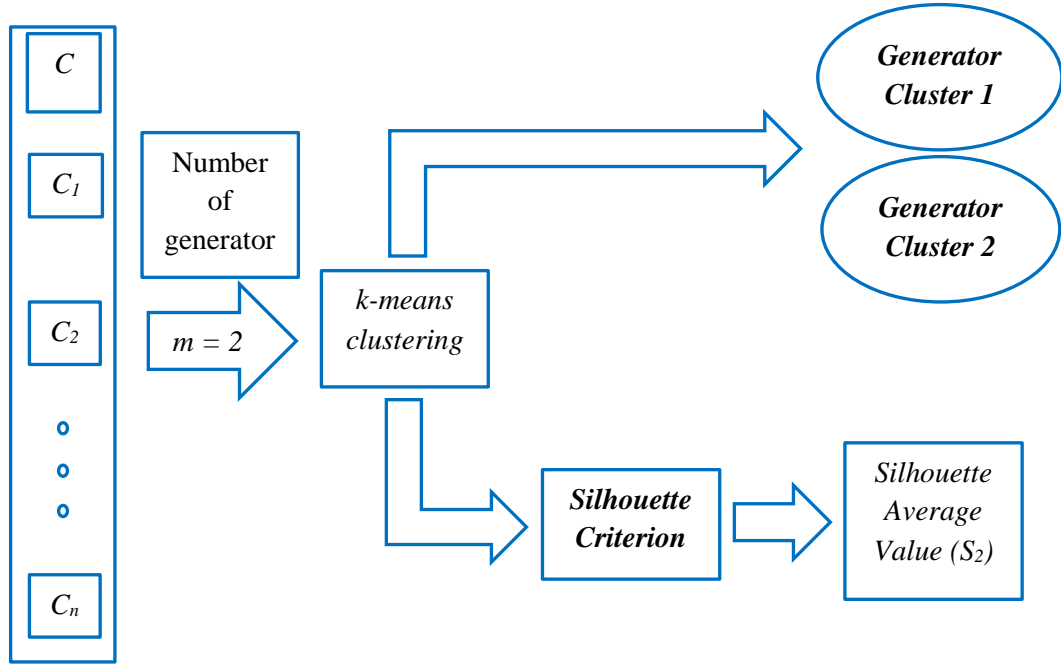 C
C1
C2
Cn
Number
of
generator
m = 2
k-means
clustering
Generator
Cluster 1
Generator
Cluster 2
Silhouette
Criterion
Silhouette
Average
Value (S2)